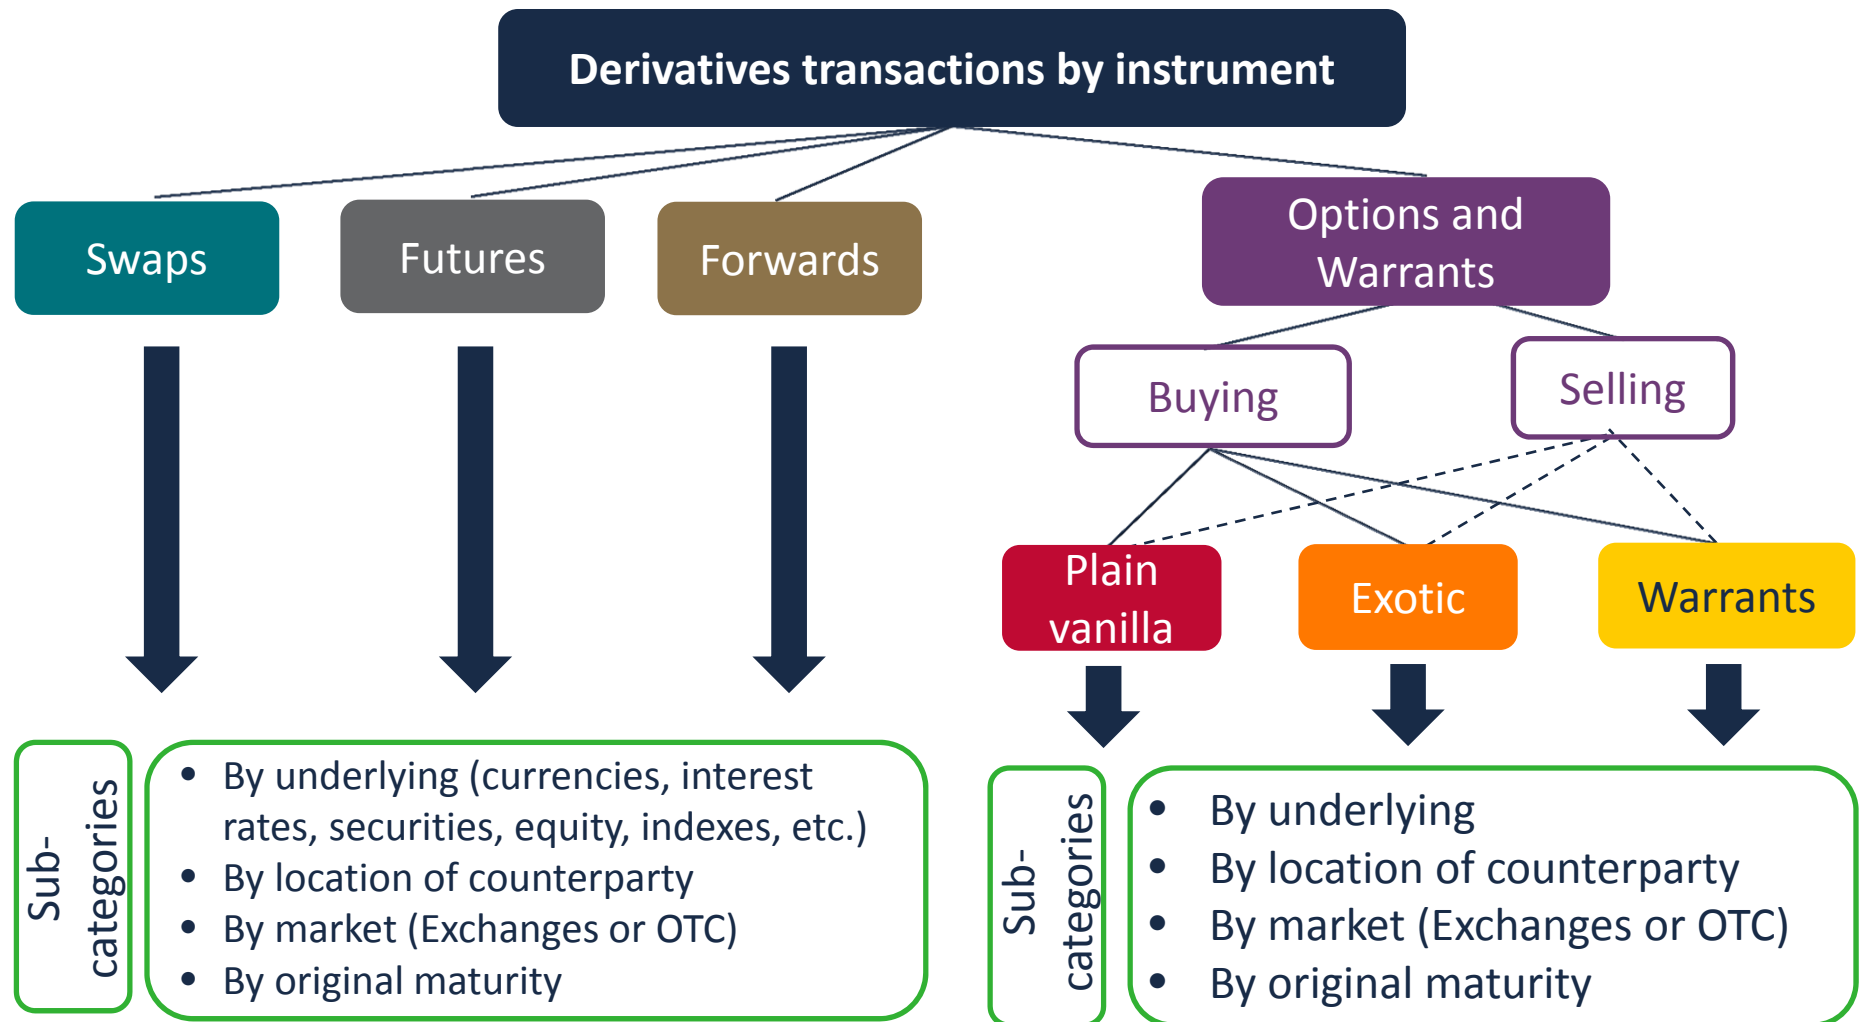 Derivatives transactions by instrument
Swaps
Futures
Forwards
Options and
Warrants
Buying
Selling
Plain
vanilla
Exotic
Warrants
Sub-
categories
• By underlying (currencies, interest
rates, securities, equity, indexes, etc.)
• By location of counterparty
• By market (Exchanges or OTC)
• By original maturity
Sub-
categories
• By underlying
• By location of counterparty
• By market (Exchanges or OTC)
• By original maturity